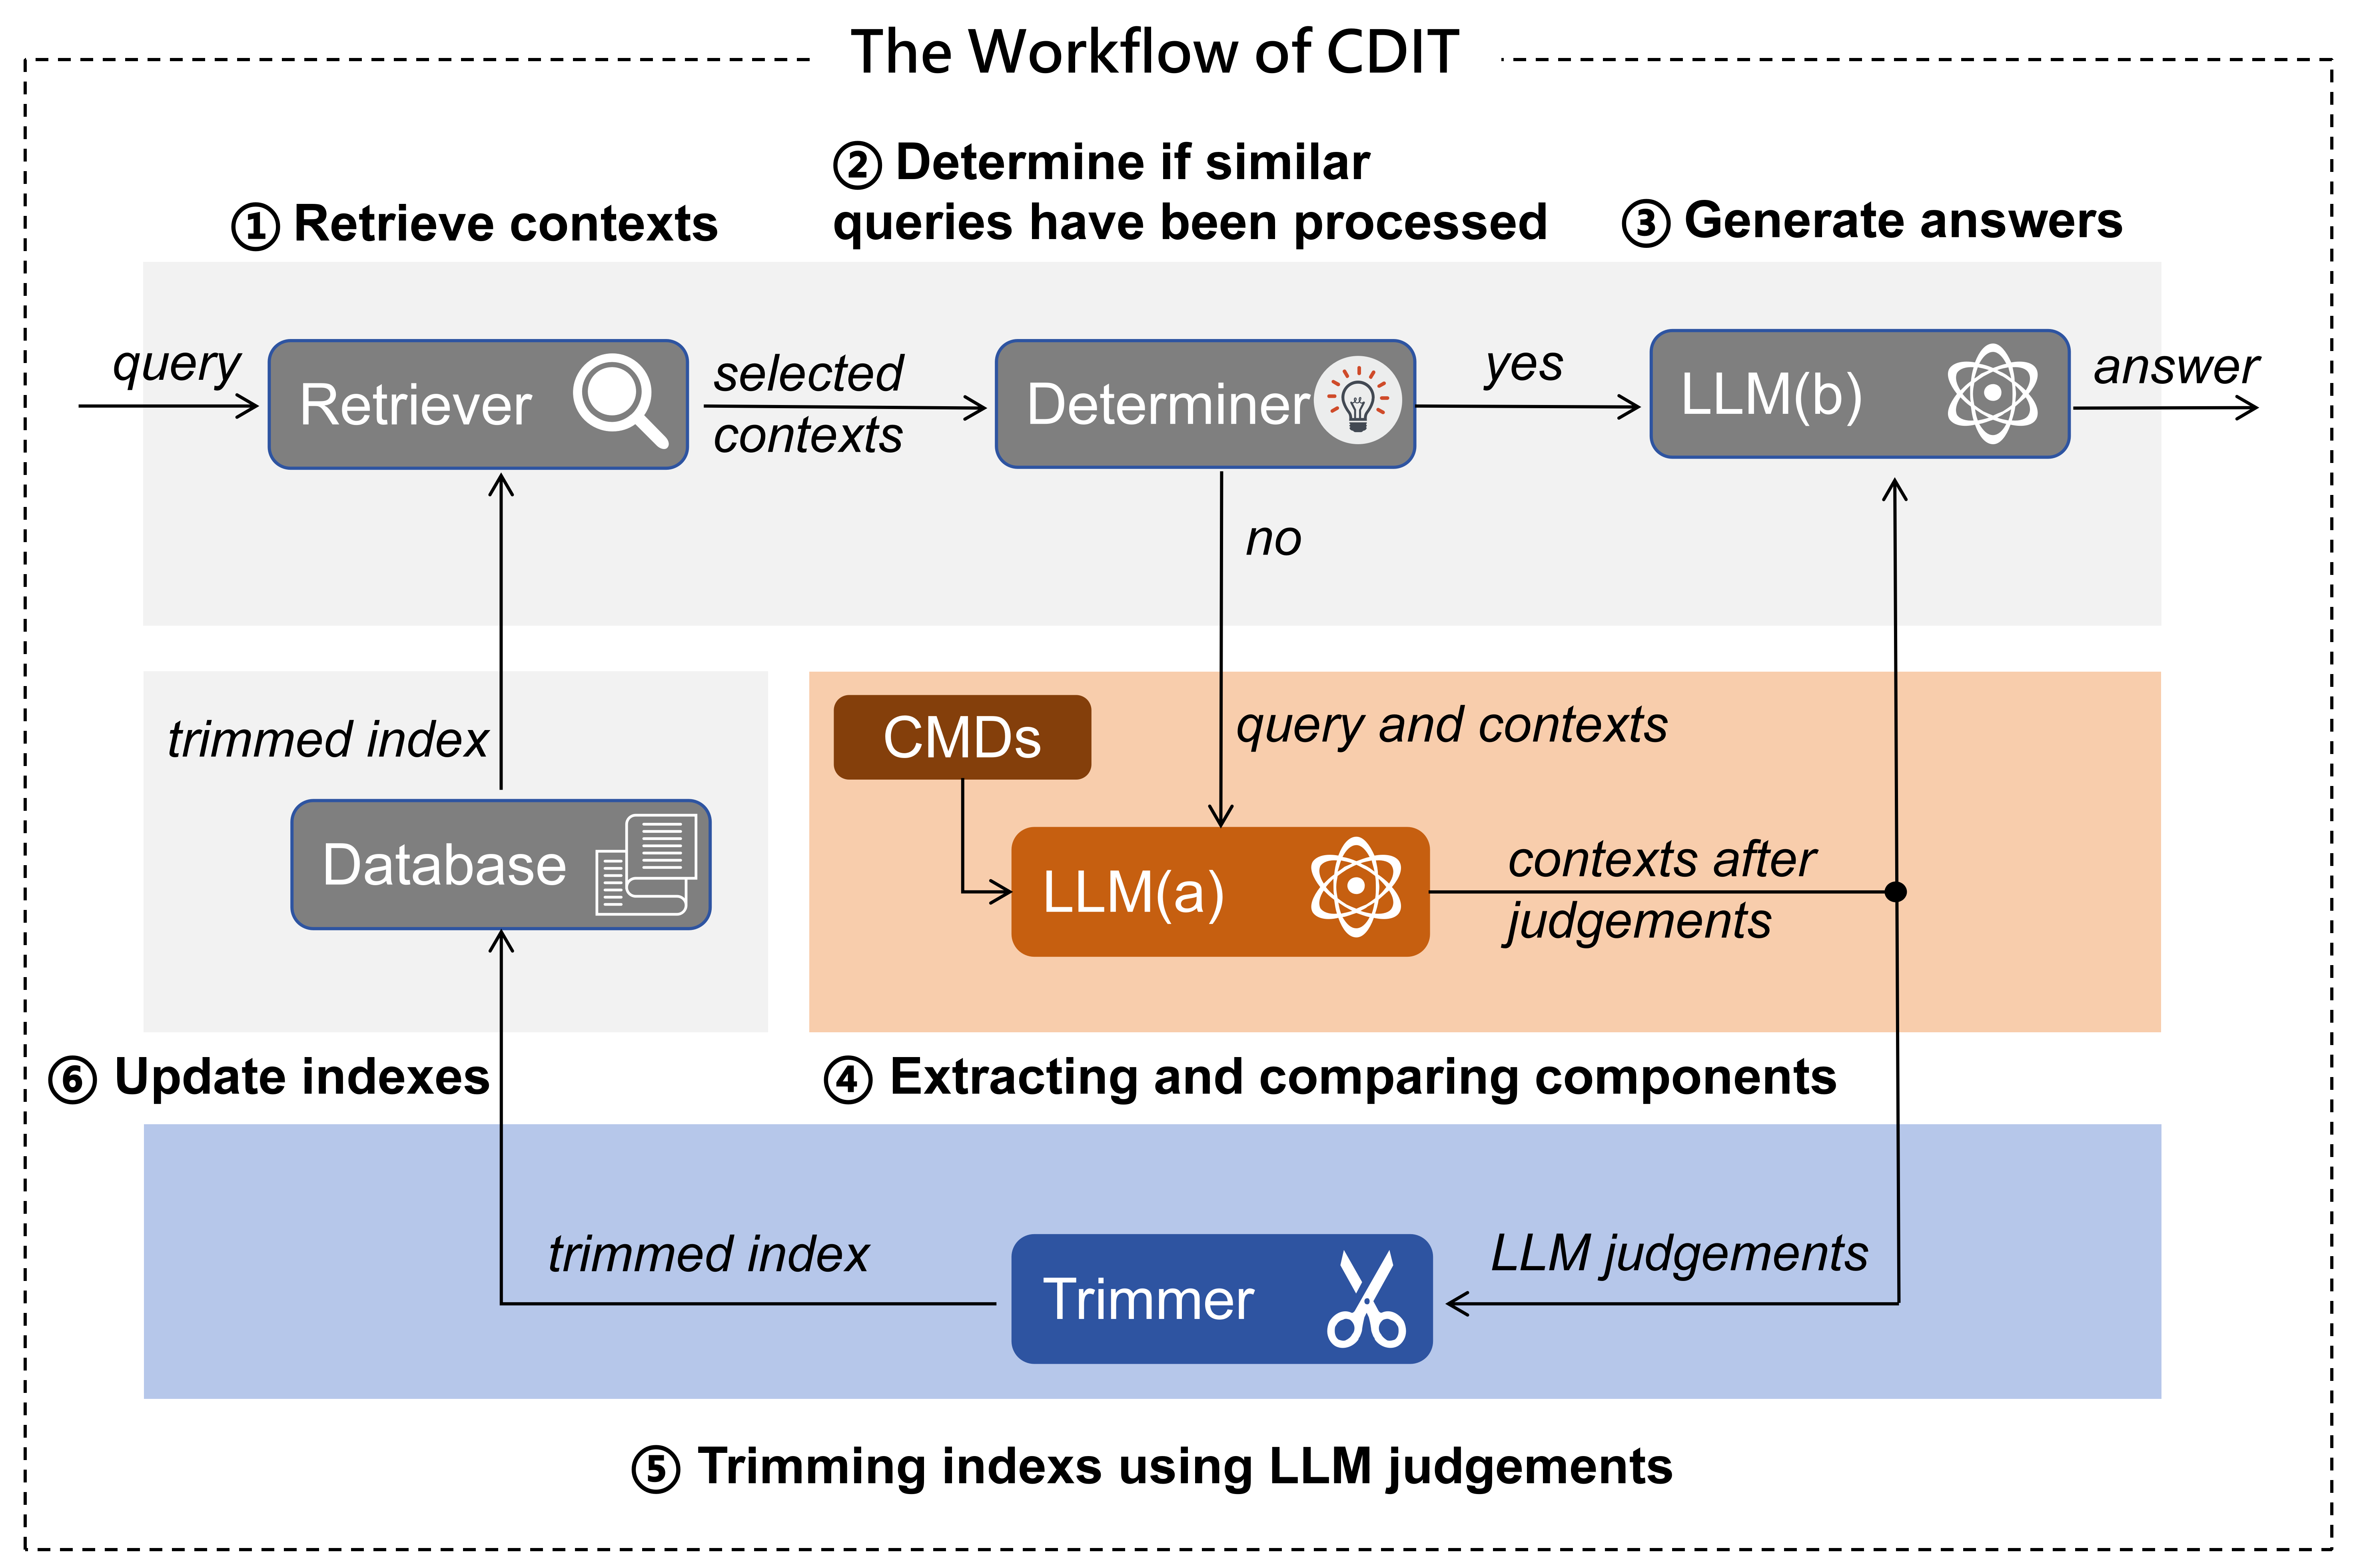 The Workflow of CDIT
② Determine if similar
queries have been processed
① Retrieve contexts
③ Generate answers
query
Retriever
selected
contexts
Determiner
yes
LLM(b)
answer
no
trimmed index
CMDs
query and contexts
Database
LLM(a)
contexts after
judgements
⑥ Update indexes
④ Extracting and comparing components
trimmed index
Trimmer
LLM judgements
⑤ Trimming indexs using LLM judgements